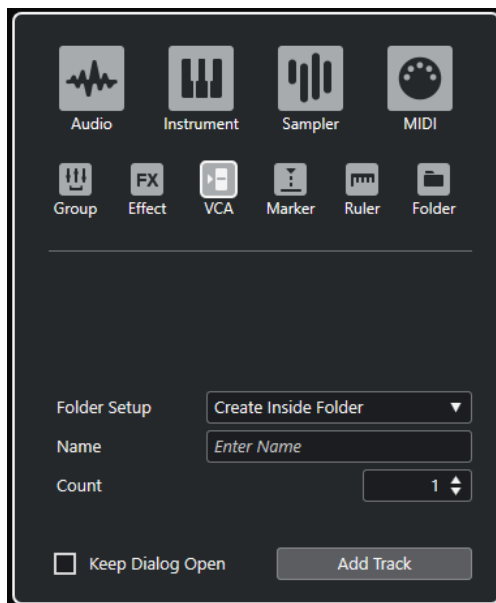 Audio Instrument Sampler MIDI
FX
Group Effect VCA Marker Ruler Folder
Folder Setup Create Inside Folder
Name Enter Name
Count 1
Keep Dialog Open Add Track